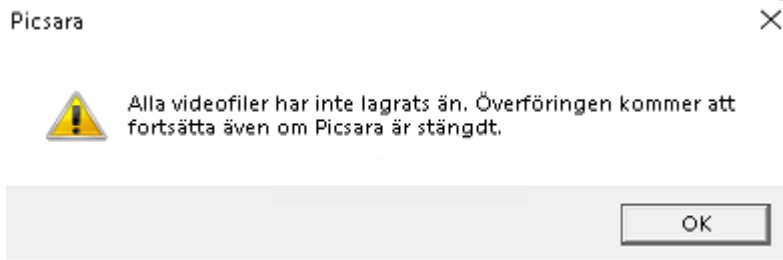 Picsara
Alla videofiler har inte lagrats än. Överföringen kommer att
fortsätta även om Picsara är stängdt.
OK